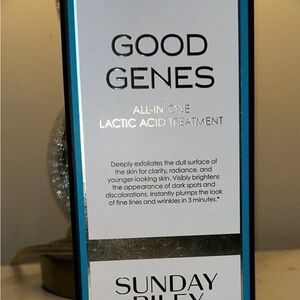 GOOD
GENES
ALL-IN-ONE
LACTIC ACID TREATMENT
Deeply exfoliates the dull surface of
the skin for clarity, radiance, and
younger-looking skin. Visibly brightens
the appearance of dark spots and
discolorations. Instantly plumps the look
of fine lines and wrinkles in 3 minutes.*
SUNDAY
RILEY